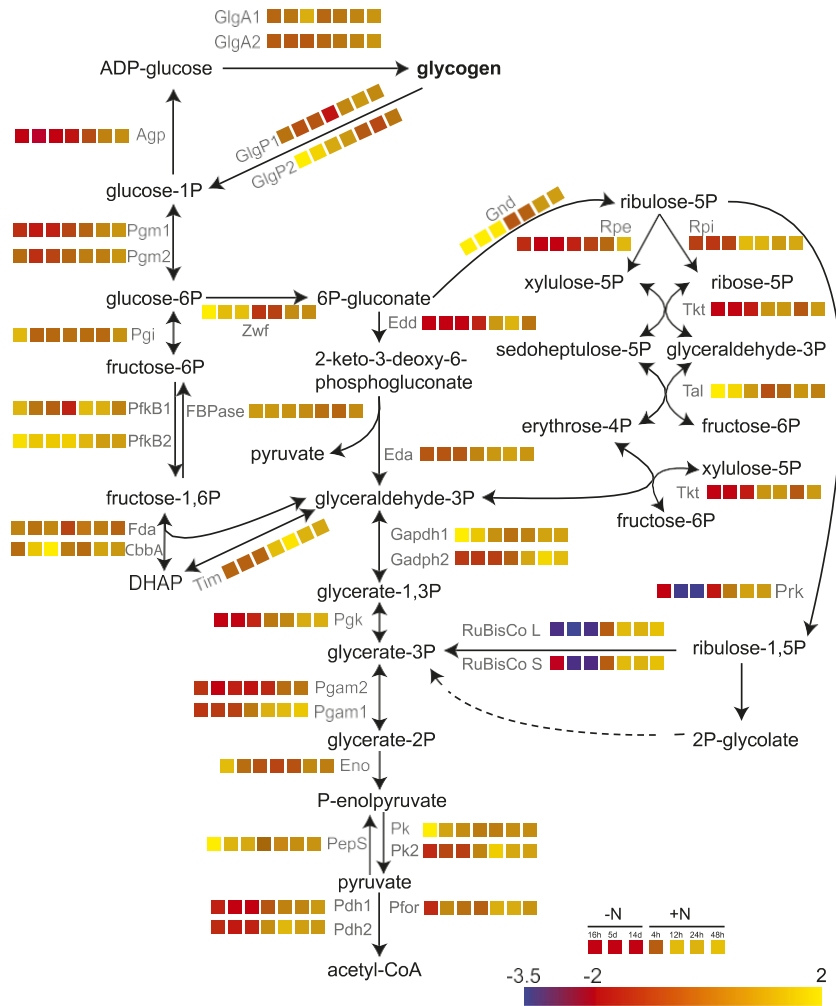 GlgA1
GlgA2
ADP-glucose
glycogen
Agp
GlgP1
GlgP2
glucose-1P
Gnd
ribulose-5P
Pgm1
Rpe
Rpi
Pgm2
xylulose-5P
ribose-5P
glucose-6P
6P-gluconate
Zwf
Edd
Tkt
Pgi
2-keto-3-deoxy-6-
phosphogluconate
sedoheptulose-5P
glyceraldehyde-3P
fructose-6P
Tal
PfkB1
FBPase
PfkB2
erythrose-4P
fructose-6P
pyruvate
Eda
xylulose-5P
fructose-1,6P
glyceraldehyde-3P
Tkt
fructose-6P
Fda
CbbA
Gapdh1
Gadph2
DHAP
Tim
glycerate-1,3P
Prk
Pgk
RuBisCo L
glycerate-3P
ribulose-1,5P
RuBisCo S
Pgam2
Pgam1
glycerate-2P
2P-glycolate
Eno
P-enolpyruvate
Pk
PepS
Pk2
pyruvate
Pdh1
Pfor
Pdh2
-N +N
16h 5d 14d 4h 12h 24h 48h
acetyl-CoA
-3.5 -2 2